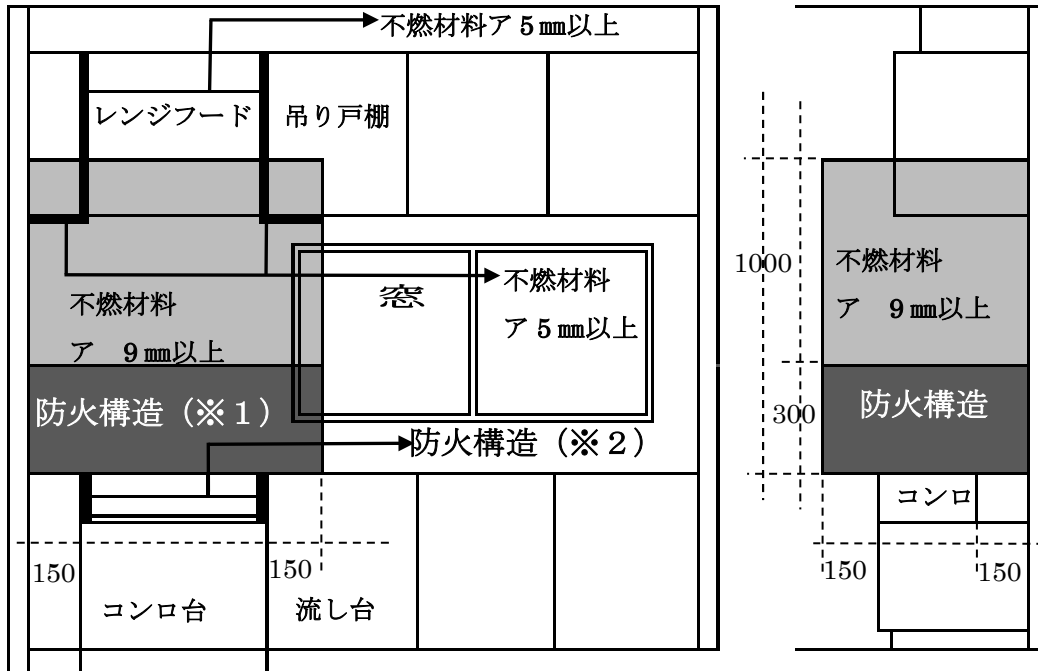 不燃材料ア5㎜以上
レンジフード
吊り戸棚
不燃材料
ア 9㎜以上
窓
不燃材料
ア5㎜以上
防火構造(※1)
防火構造(※2)
150
150
コンロ台
流し台
1000
300
不燃材料
ア 9㎜以上
防火構造
コンロ
150
150